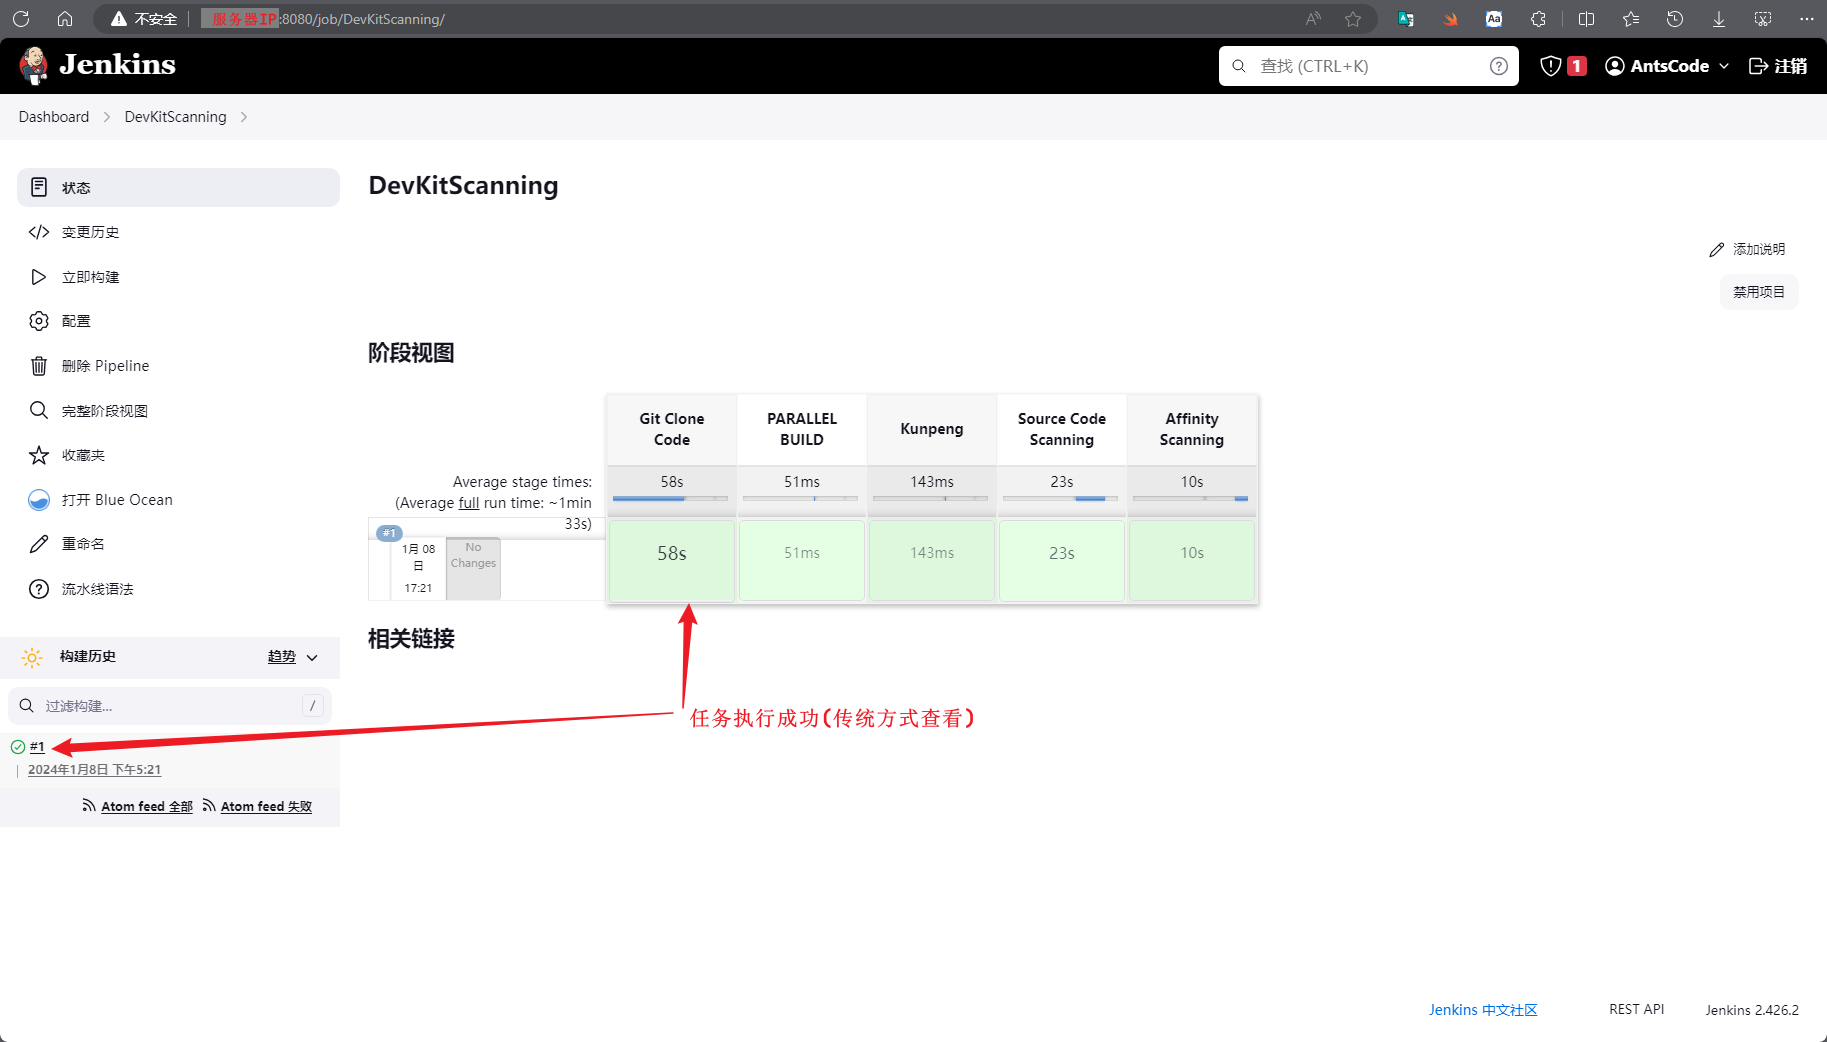 不安全
服务器IP:8080/job/DevKitScanning/
Jenkins
查找 (CTRL+K)
1
AntsCode
注销
Dashboard
DevKitScanning
状态
变更历史
立即构建
配置
删除 Pipeline
完整阶段视图
收藏夹
打开 Blue Ocean
重命名
流水线语法
构建历史
趋势
过滤构建...
/
#1
2024年1月8日 下午5:21
Atom feed 全部
Atom feed 失败
DevKitScanning
添加说明
禁用项目
阶段视图
Git Clone
Code
PARALLEL
BUILD
Kunpeng
Source Code
Scanning
Affinity
Scanning
Average stage times:
(Average full run time: ~1min
33s)
58s
51ms
143ms
23s
10s
#1
1月 08
日
17:21
No
Changes
58s
51ms
143ms
23s
10s
相关链接
任务执行成功(传统方式查看)
Jenkins 中文社区
REST API
Jenkins 2.426.2